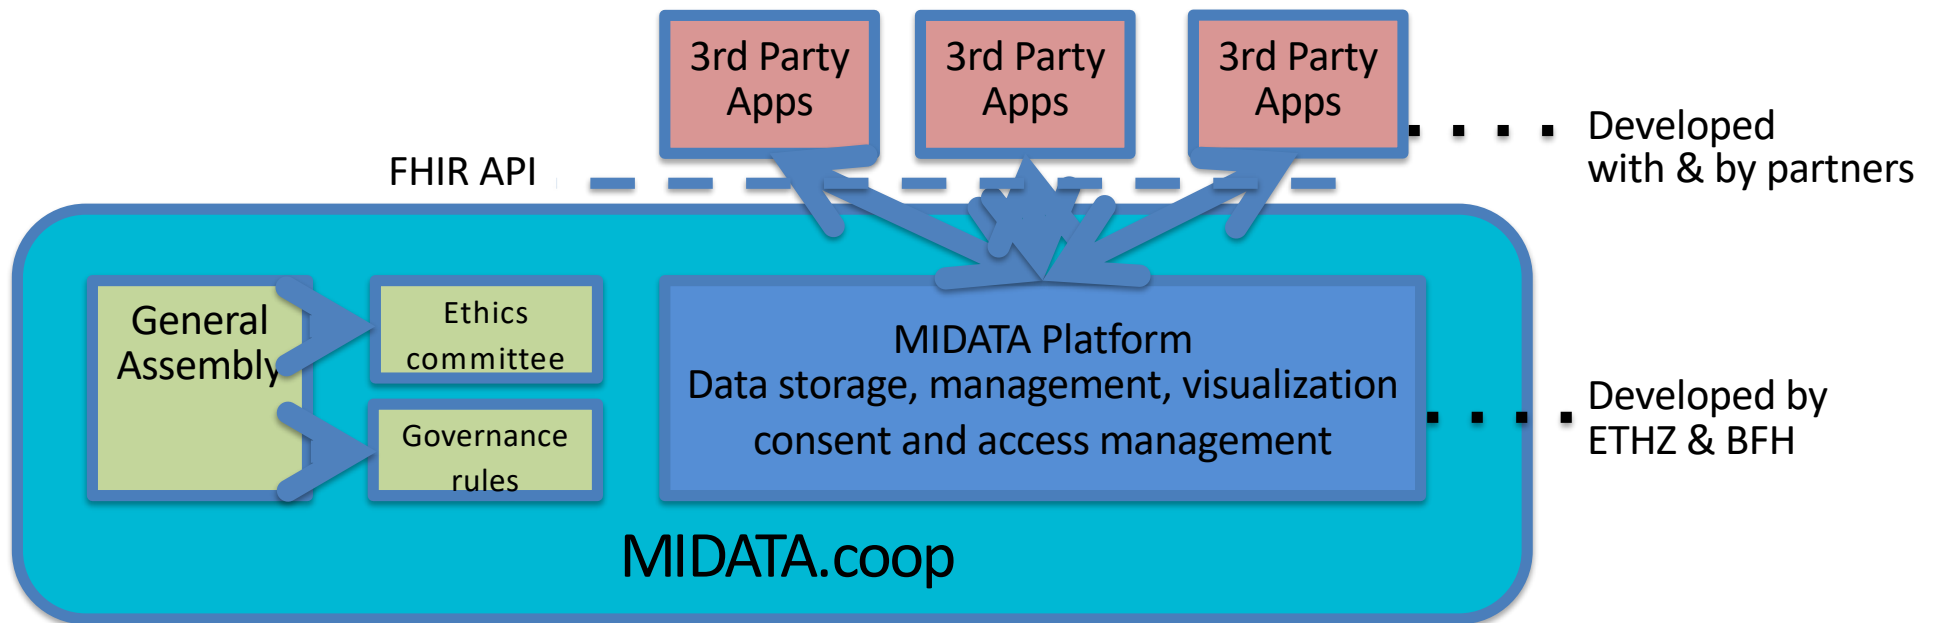 3rd Party
Apps
3rd Party
Apps
3rd Party
Apps
Developed
with & by partners
FHIR API
General
Assembly
Ethics
committee
Governance
rules
MIDATA Platform
Data storage, management, visualization
consent and access management
Developed by
ETHZ & BFH
MIDATA.coop